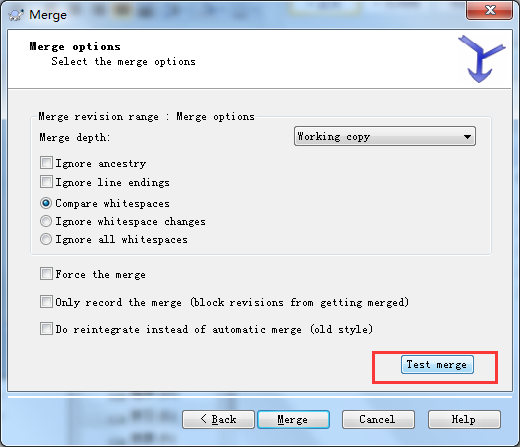 Merge
Merge options
Select the merge options
Merge revision range : Merge options
Merge depth:
Working copy
Ignore ancestry
Ignore line endings
Compare whitespaces
Ignore whitespace changes
Ignore all whitespaces
Force the merge
Only record the merge (block revisions from getting merged)
Do reintegrate instead of automatic merge (old style)
Test merge
< Back
Merge
Cancel
Help